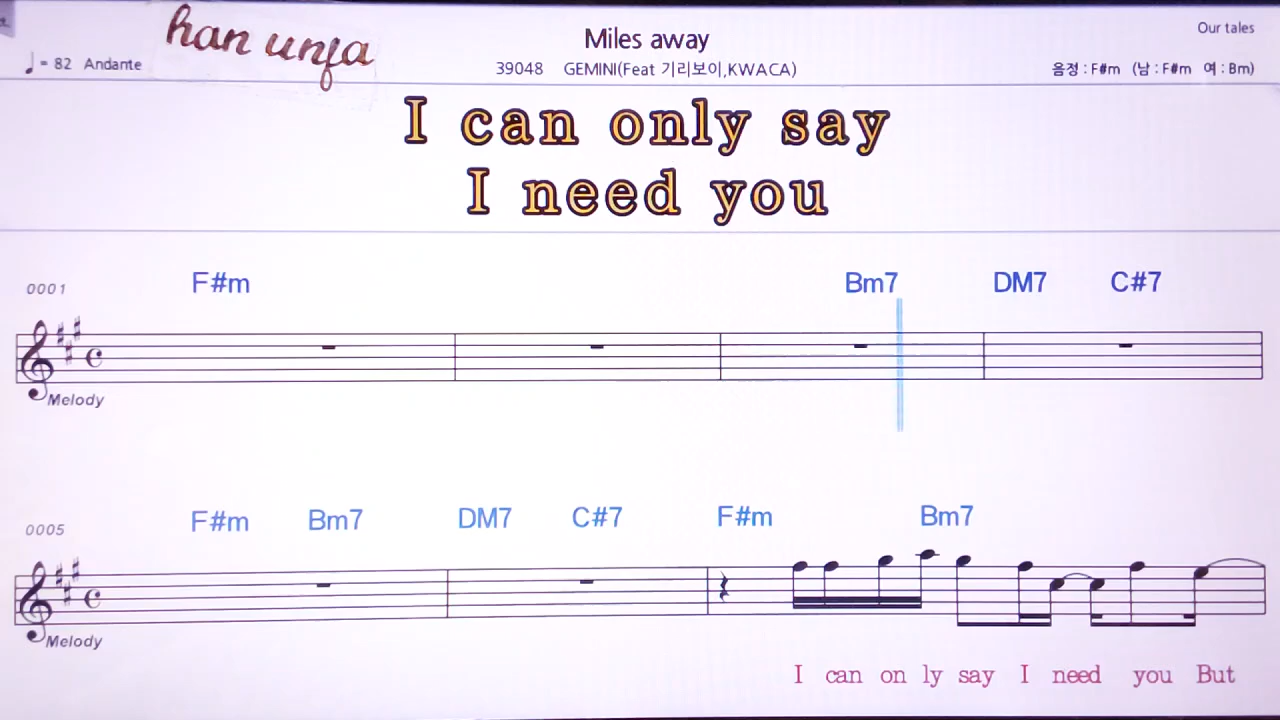 han unfa
Miles away
Our tales
♩ = 82 Andante
39048 GEMINI(Feat 기리보이,KWACA)
음정 : F#m (남 : F#m 여 : Bm)
I can only say
I need you
0001 F#m Bm7 DM7 C#7
Melody
0005 F#m Bm7 DM7 C#7 F#m Bm7
Melody
I can on ly say I need you But